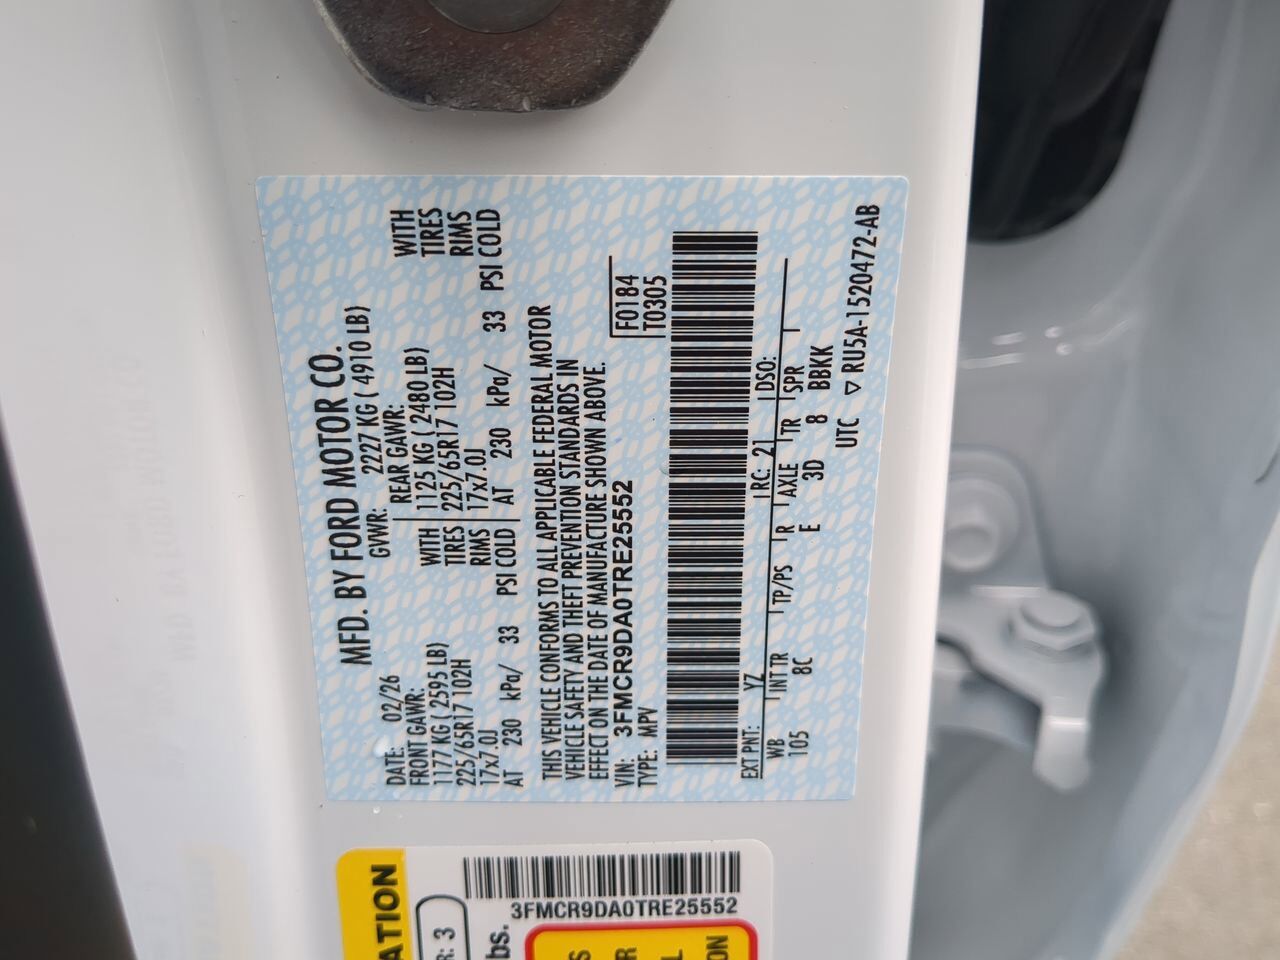 MFD. BY FORD MOTOR CO.
DATE: 02/26 GVWR: 2227 KG ( 4910 LB)
FRONT GAWR: REAR GAWR: WITH
1177 KG ( 2595 LB) WITH 1125 KG ( 2480 LB) TIRES
225/65R17 102H TIRES 225/65R17 102H RIMS
17x7.0J RIMS 17x7.0J
AT 230 kPa/ 33 PSI COLD AT 230 kPa/ 33 PSI COLD
THIS VEHICLE CONFORMS TO ALL APPLICABLE FEDERAL MOTOR
VEHICLE SAFETY AND THEFT PREVENTION STANDARDS IN
EFFECT ON THE DATE OF MANUFACTURE SHOWN ABOVE.
VIN: 3FMCR9DA0TRE25552 F0184
TYPE: MPV T0305
EXT PNT: YZ RC: 21 DSO:
WB INT TR TP/PS R AXLE TR SPR
105 8C E 3D 8 BBKK
UTC ▽ RU5A-1520472-AB
ATION
R: 3
3FMCR9DA0TRE25552
bs.